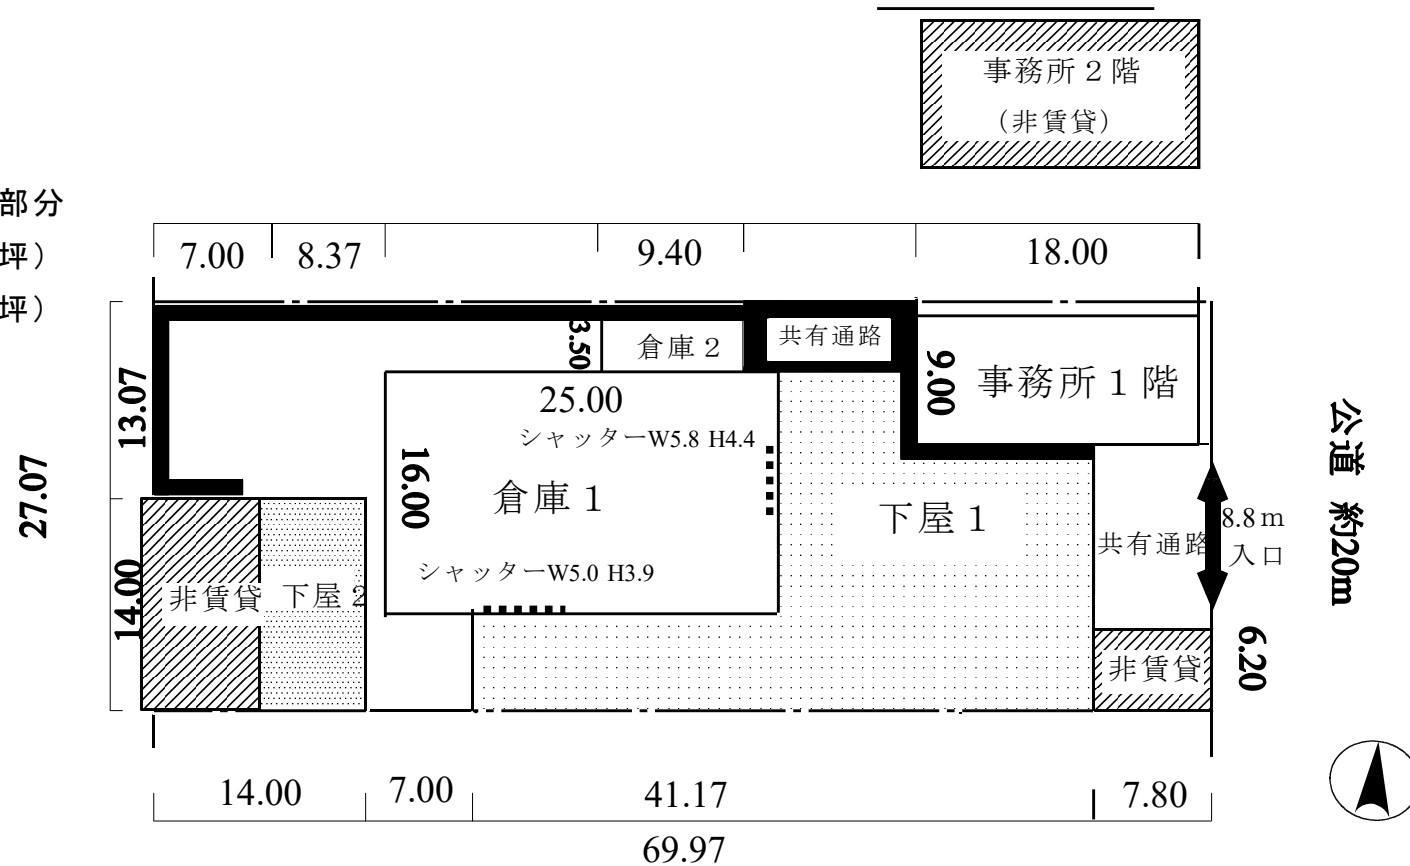 事務所２階
（非賃貸）
部分
坪）
坪）
7.00
8.37
9.40
18.00
3.50
倉庫２
共有通路
9.00
事務所１階
13.07
25.00
シャッターW5.8 H4.4
16.00
倉庫１
下屋１
公道 約20m
27.07
8.8ｍ
入口
共有通路
シャッターW5.0 H3.9
14.00
非賃貸
下屋２
非賃貸
6.20
14.00
7.00
41.17
7.80
69.97